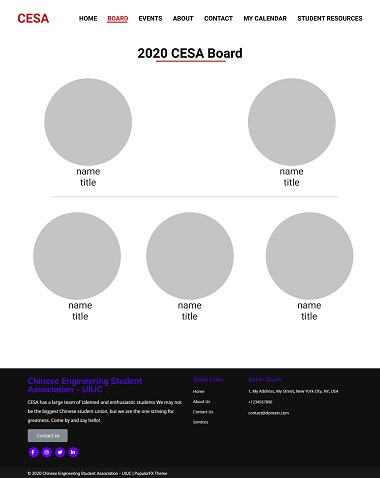 CESA
HOME BOARD EVENTS ABOUT CONTACT MY CALENDAR STUDENT RESOURCES
2020 CESA Board
name name
title title
name name name
title title title
Chinese Engineering Student
Association - UIUC
CESA has a large team of talented and enthusiastic students We may not
be the biggest Chinese student union, but we are the one striving for
greatness. Come by and say hello!
Contact us
Quick Links
Home
About Us
Contact Us
Services
Get In Touch
1, My Address, My Street, New York City, NY, USA
+1234567890
contact@domain.com
© 2020 Chinese Engineering Student Association - UIUC | PopularFX Theme